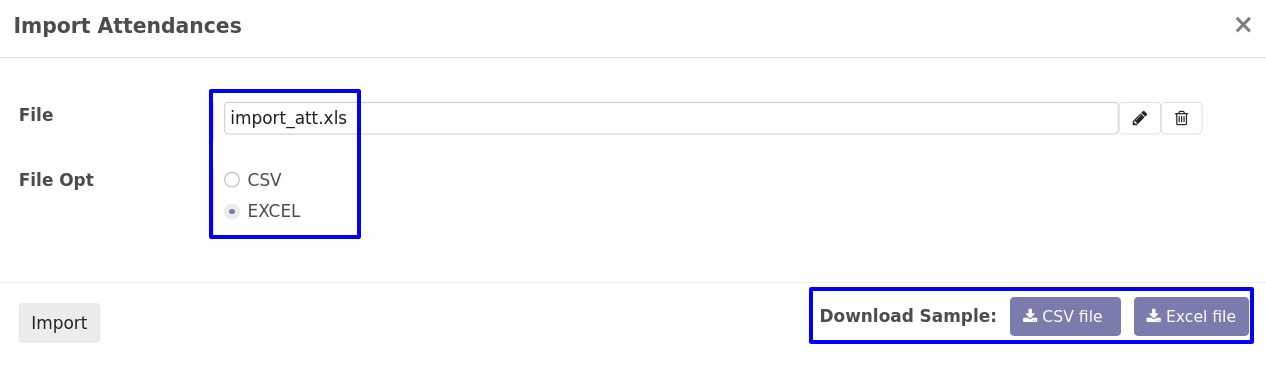 Import Attendances
File
import_att.xls
File Opt
CSV
EXCEL
Import
Download Sample:
CSV file
Excel file